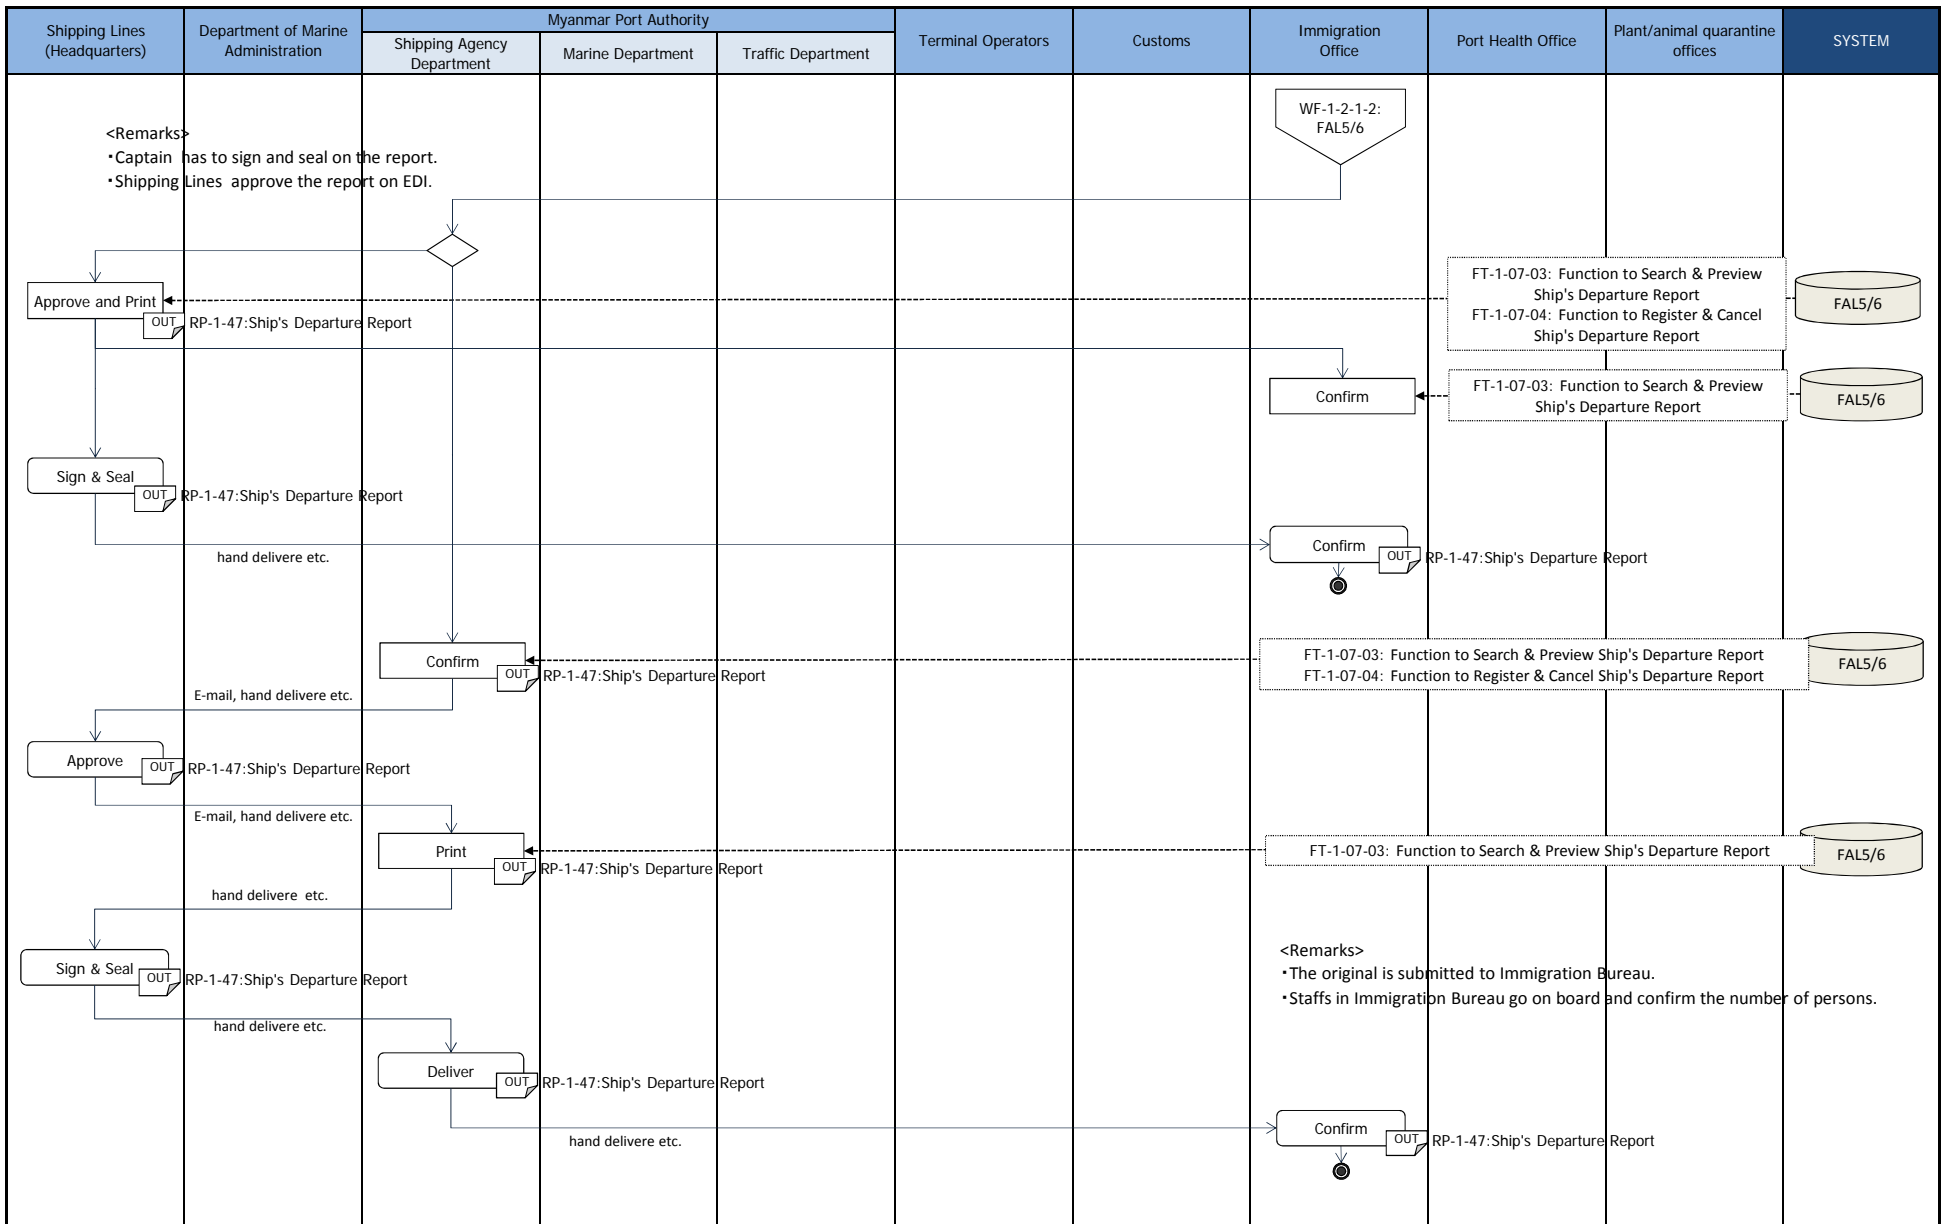 Shipping Lines
(Headquarters)
Department of Marine
Administration
Myanmar Port Authority
Shipping Agency
Department
Marine Department
Traffic Department
Terminal Operators
Customs
Immigration
Office
Port Health Office
Plant/animal quarantine
offices
SYSTEM
WF-1-2-1-2:
FAL5/6
<Remarks>
・Captain has to sign and seal on the report.
・Shipping Lines approve the report on EDI.
Approve and Print
OUT
RP-1-47:Ship's Departure Report
FT-1-07-03: Function to Search & Preview
Ship's Departure Report
FT-1-07-04: Function to Register & Cancel
Ship's Departure Report
FAL5/6
Confirm
FT-1-07-03: Function to Search & Preview
Ship's Departure Report
FAL5/6
Sign & Seal
OUT
RP-1-47:Ship's Departure Report
hand delivere etc.
Confirm
OUT
RP-1-47:Ship's Departure Report
Confirm
OUT
RP-1-47:Ship's Departure Report
FT-1-07-03: Function to Search & Preview Ship's Departure Report
FT-1-07-04: Function to Register & Cancel Ship's Departure Report
FAL5/6
E-mail, hand delivere etc.
Approve
OUT
RP-1-47:Ship's Departure Report
E-mail, hand delivere etc.
Print
OUT
RP-1-47:Ship's Departure Report
FT-1-07-03: Function to Search & Preview Ship's Departure Report
FAL5/6
hand delivere etc.
Sign & Seal
OUT
RP-1-47:Ship's Departure Report
<Remarks>
・The original is submitted to Immigration Bureau.
・Staffs in Immigration Bureau go on board and confirm the number of persons.
hand delivere etc.
Deliver
OUT
RP-1-47:Ship's Departure Report
hand delivere etc.
Confirm
OUT
RP-1-47:Ship's Departure Report